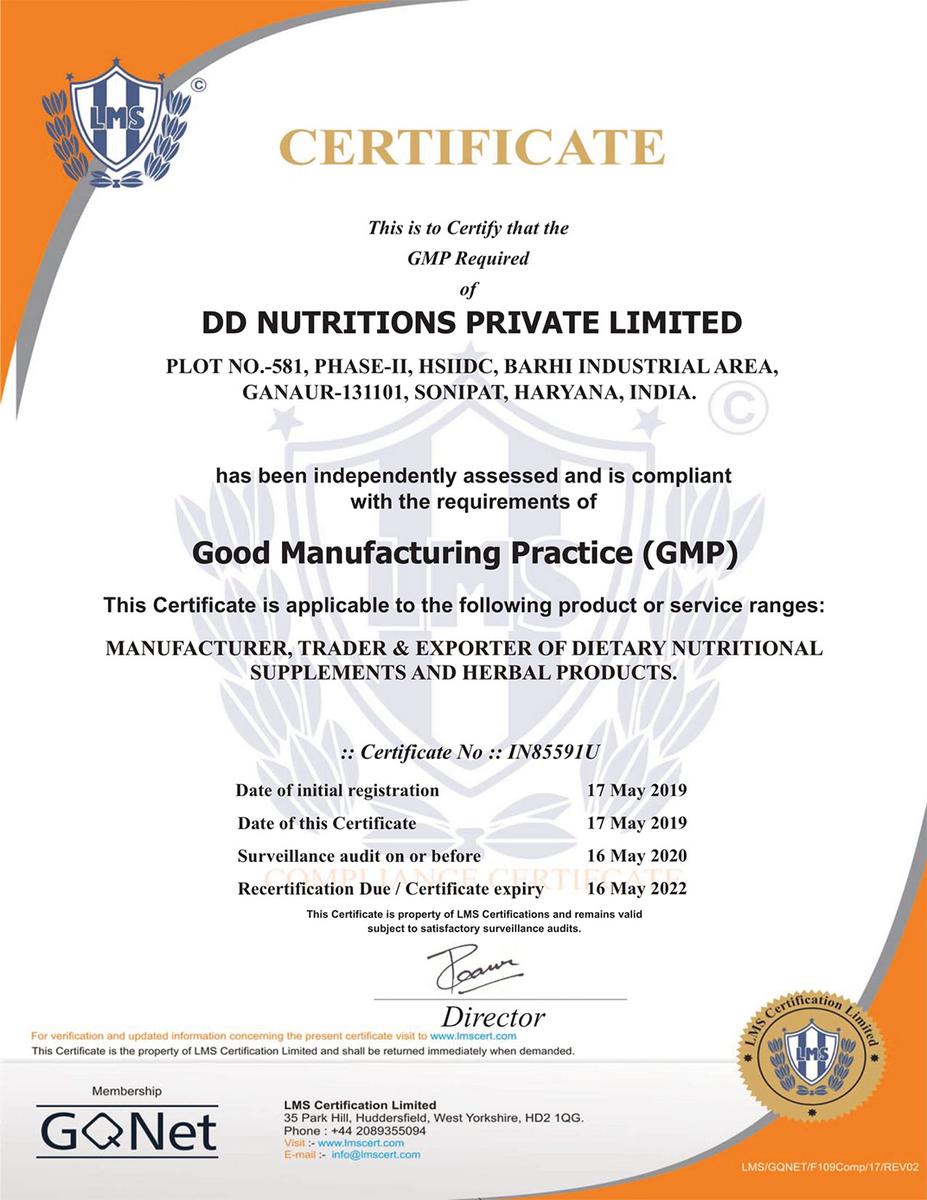 LMS
©
CERTIFICATE
This is to Certify that the
GMP Required
of
DD NUTRITIONS PRIVATE LIMITED
PLOT NO.-581, PHASE-II, HSIIDC, BARHI INDUSTRIAL AREA,
GANAUR-131101, SONIPAT, HARYANA, INDIA.
©
has been independently assessed and is compliant
with the requirements of
Good Manufacturing Practice (GMP)
LMS
This Certificate is applicable to the following product or service ranges:
MANUFACTURER, TRADER & EXPORTER OF DIETARY NUTRITIONAL
SUPPLEMENTS AND HERBAL PRODUCTS.
:: Certificate No :: IN85591U
Date of initial registration 17 May 2019
Date of this Certificate 17 May 2019
Surveillance audit on or before 16 May 2020
COMPLIANCE CERTIFICATE
Recertification Due / Certificate expiry 16 May 2022
This Certificate is property of LMS Certifications and remains valid
subject to satisfactory surveillance audits.
Director
For verification and updated information concerning the present certificate visit to www.lmscert.com
This Certificate is the property of LMS Certification Limited and shall be returned immediately when demanded.
LMS Certification Limited
LMS
Membership
GQNet
LMS Certification Limited
35 Park Hill, Huddersfield, West Yorkshire, HD2 1QG.
Phone : +44 2089355094
Visit :- www.lmscert.com
E-mail :- info@lmscert.com
LMS/GQNET/F109Comp/17/REV02